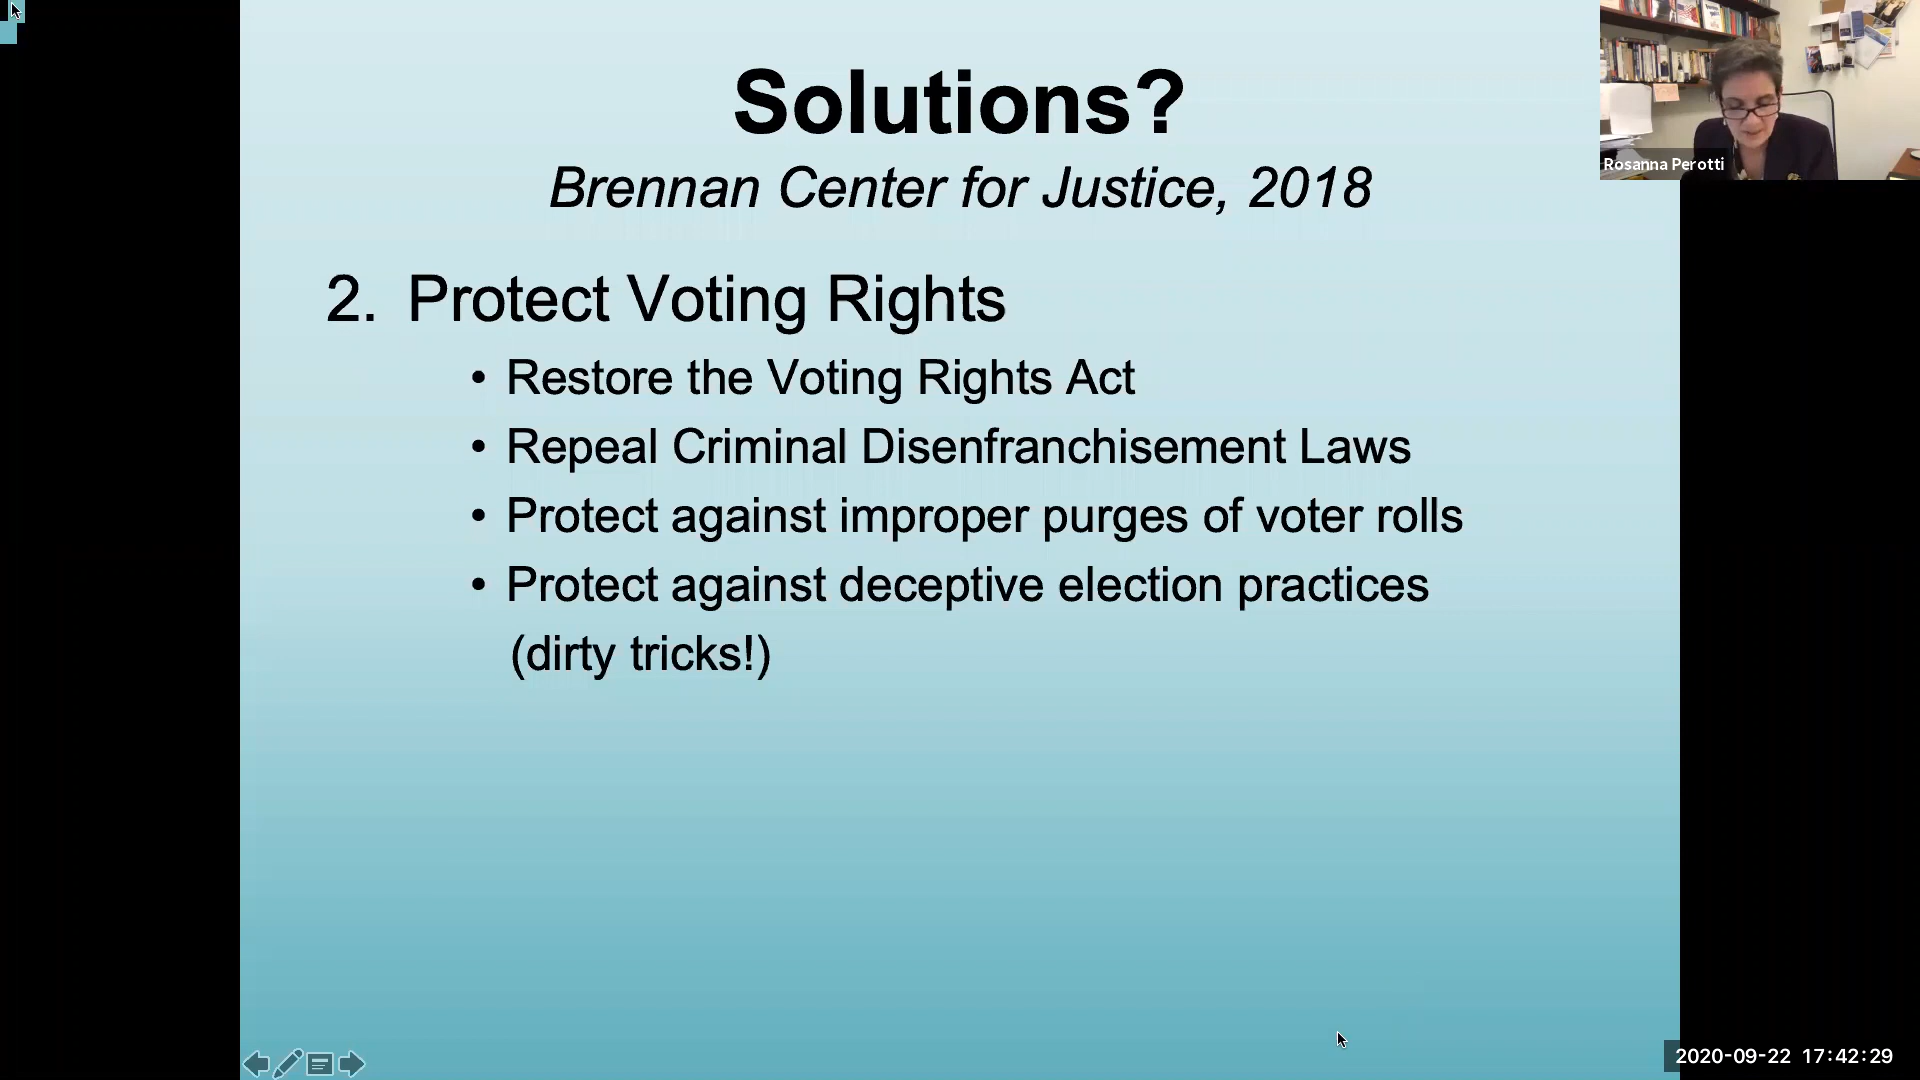 Solutions?
Brennan Center for Justice, 2018
2. Protect Voting Rights
• Restore the Voting Rights Act
• Repeal Criminal Disenfranchisement Laws
• Protect against improper purges of voter rolls
• Protect against deceptive election practices
(dirty tricks!)
Rosanna Perotti
2020-09-22 17:42:29